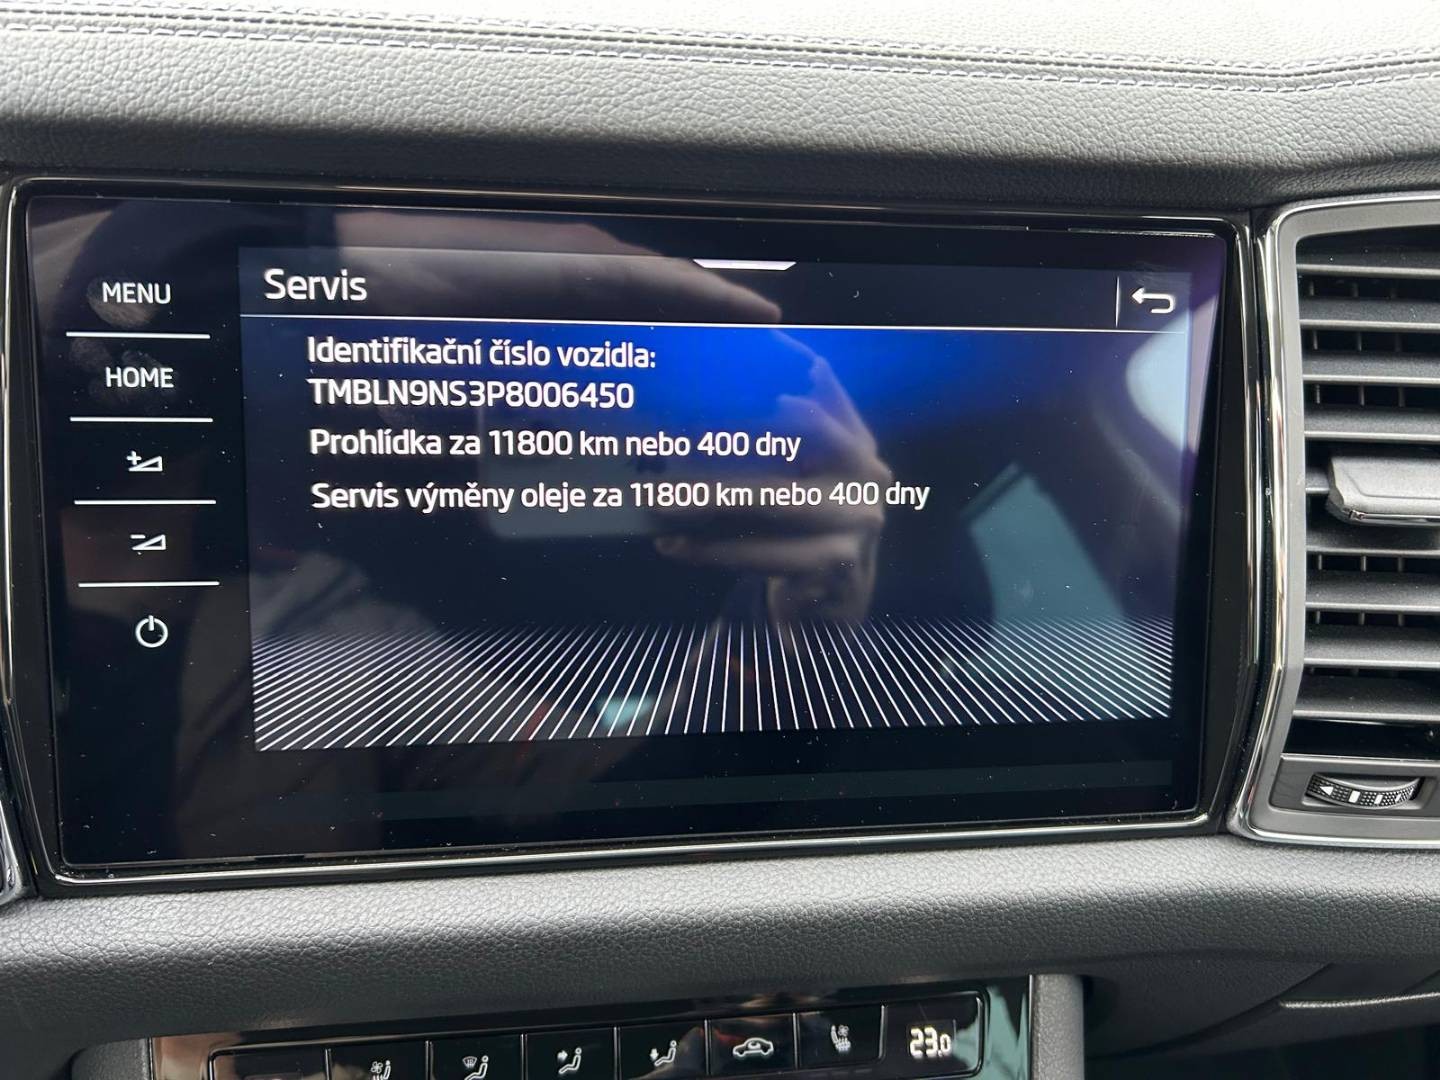 MENU
HOME
Servis
Identifikační číslo vozidla:
TMBLN9NS3P8006450
Prohlídka za 11800 km nebo 400 dny
Servis výměny oleje za 11800 km nebo 400 dny
23.0